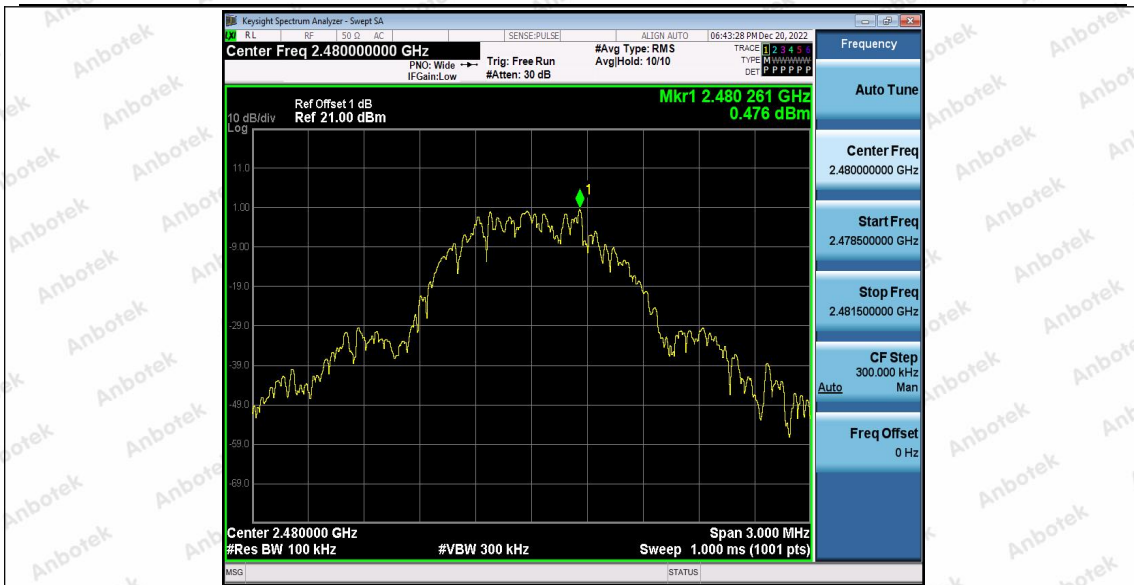 Keysight Spectrum Analyzer - Swept SA
LXI RL RF 50 Ω AC SENSE:PULSE ALIGN AUTO 06:43:28 PM Dec 20, 2022
Center Freq 2.480000000 GHz
PNO: Wide
IFGain:Low
Trig: Free Run
#Atten: 30 dB
#Avg Type: RMS
Avg|Hold: 10/10
TRACE 1 2 3 4 5 6
TYPE M WWWWW
DET P P P P P P
Ref Offset 1 dB
10 dB/div Ref 21.00 dBm
Log
Mkr1 2.480 261 GHz
0.476 dBm
1
11.0
1.00
-9.00
-19.0
-29.0
-39.0
-49.0
-59.0
-69.0
Center 2.480000 GHz Span 3.000 MHz
#Res BW 100 kHz #VBW 300 kHz Sweep 1.000 ms (1001 pts)
MSG STATUS
Frequency
Auto Tune
Center Freq
2.480000000 GHz
Start Freq
2.478500000 GHz
Stop Freq
2.481500000 GHz
CF Step
300.000 kHz
Auto Man
Freq Offset
0 Hz
Anbotek